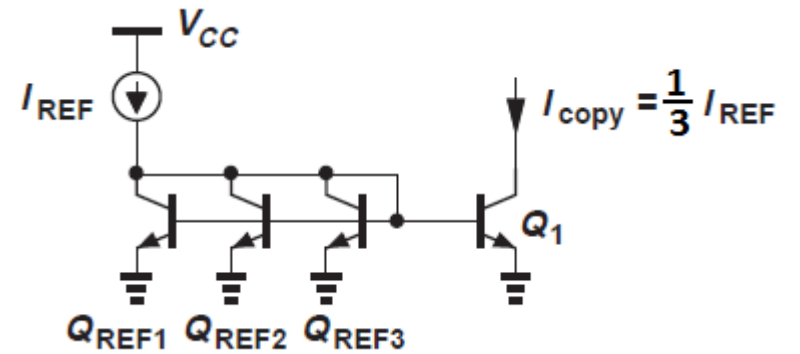 V_CC
I_REF
I_copy = 1/3 I_REF
Q_1
Q_REF1 Q_REF2 Q_REF3